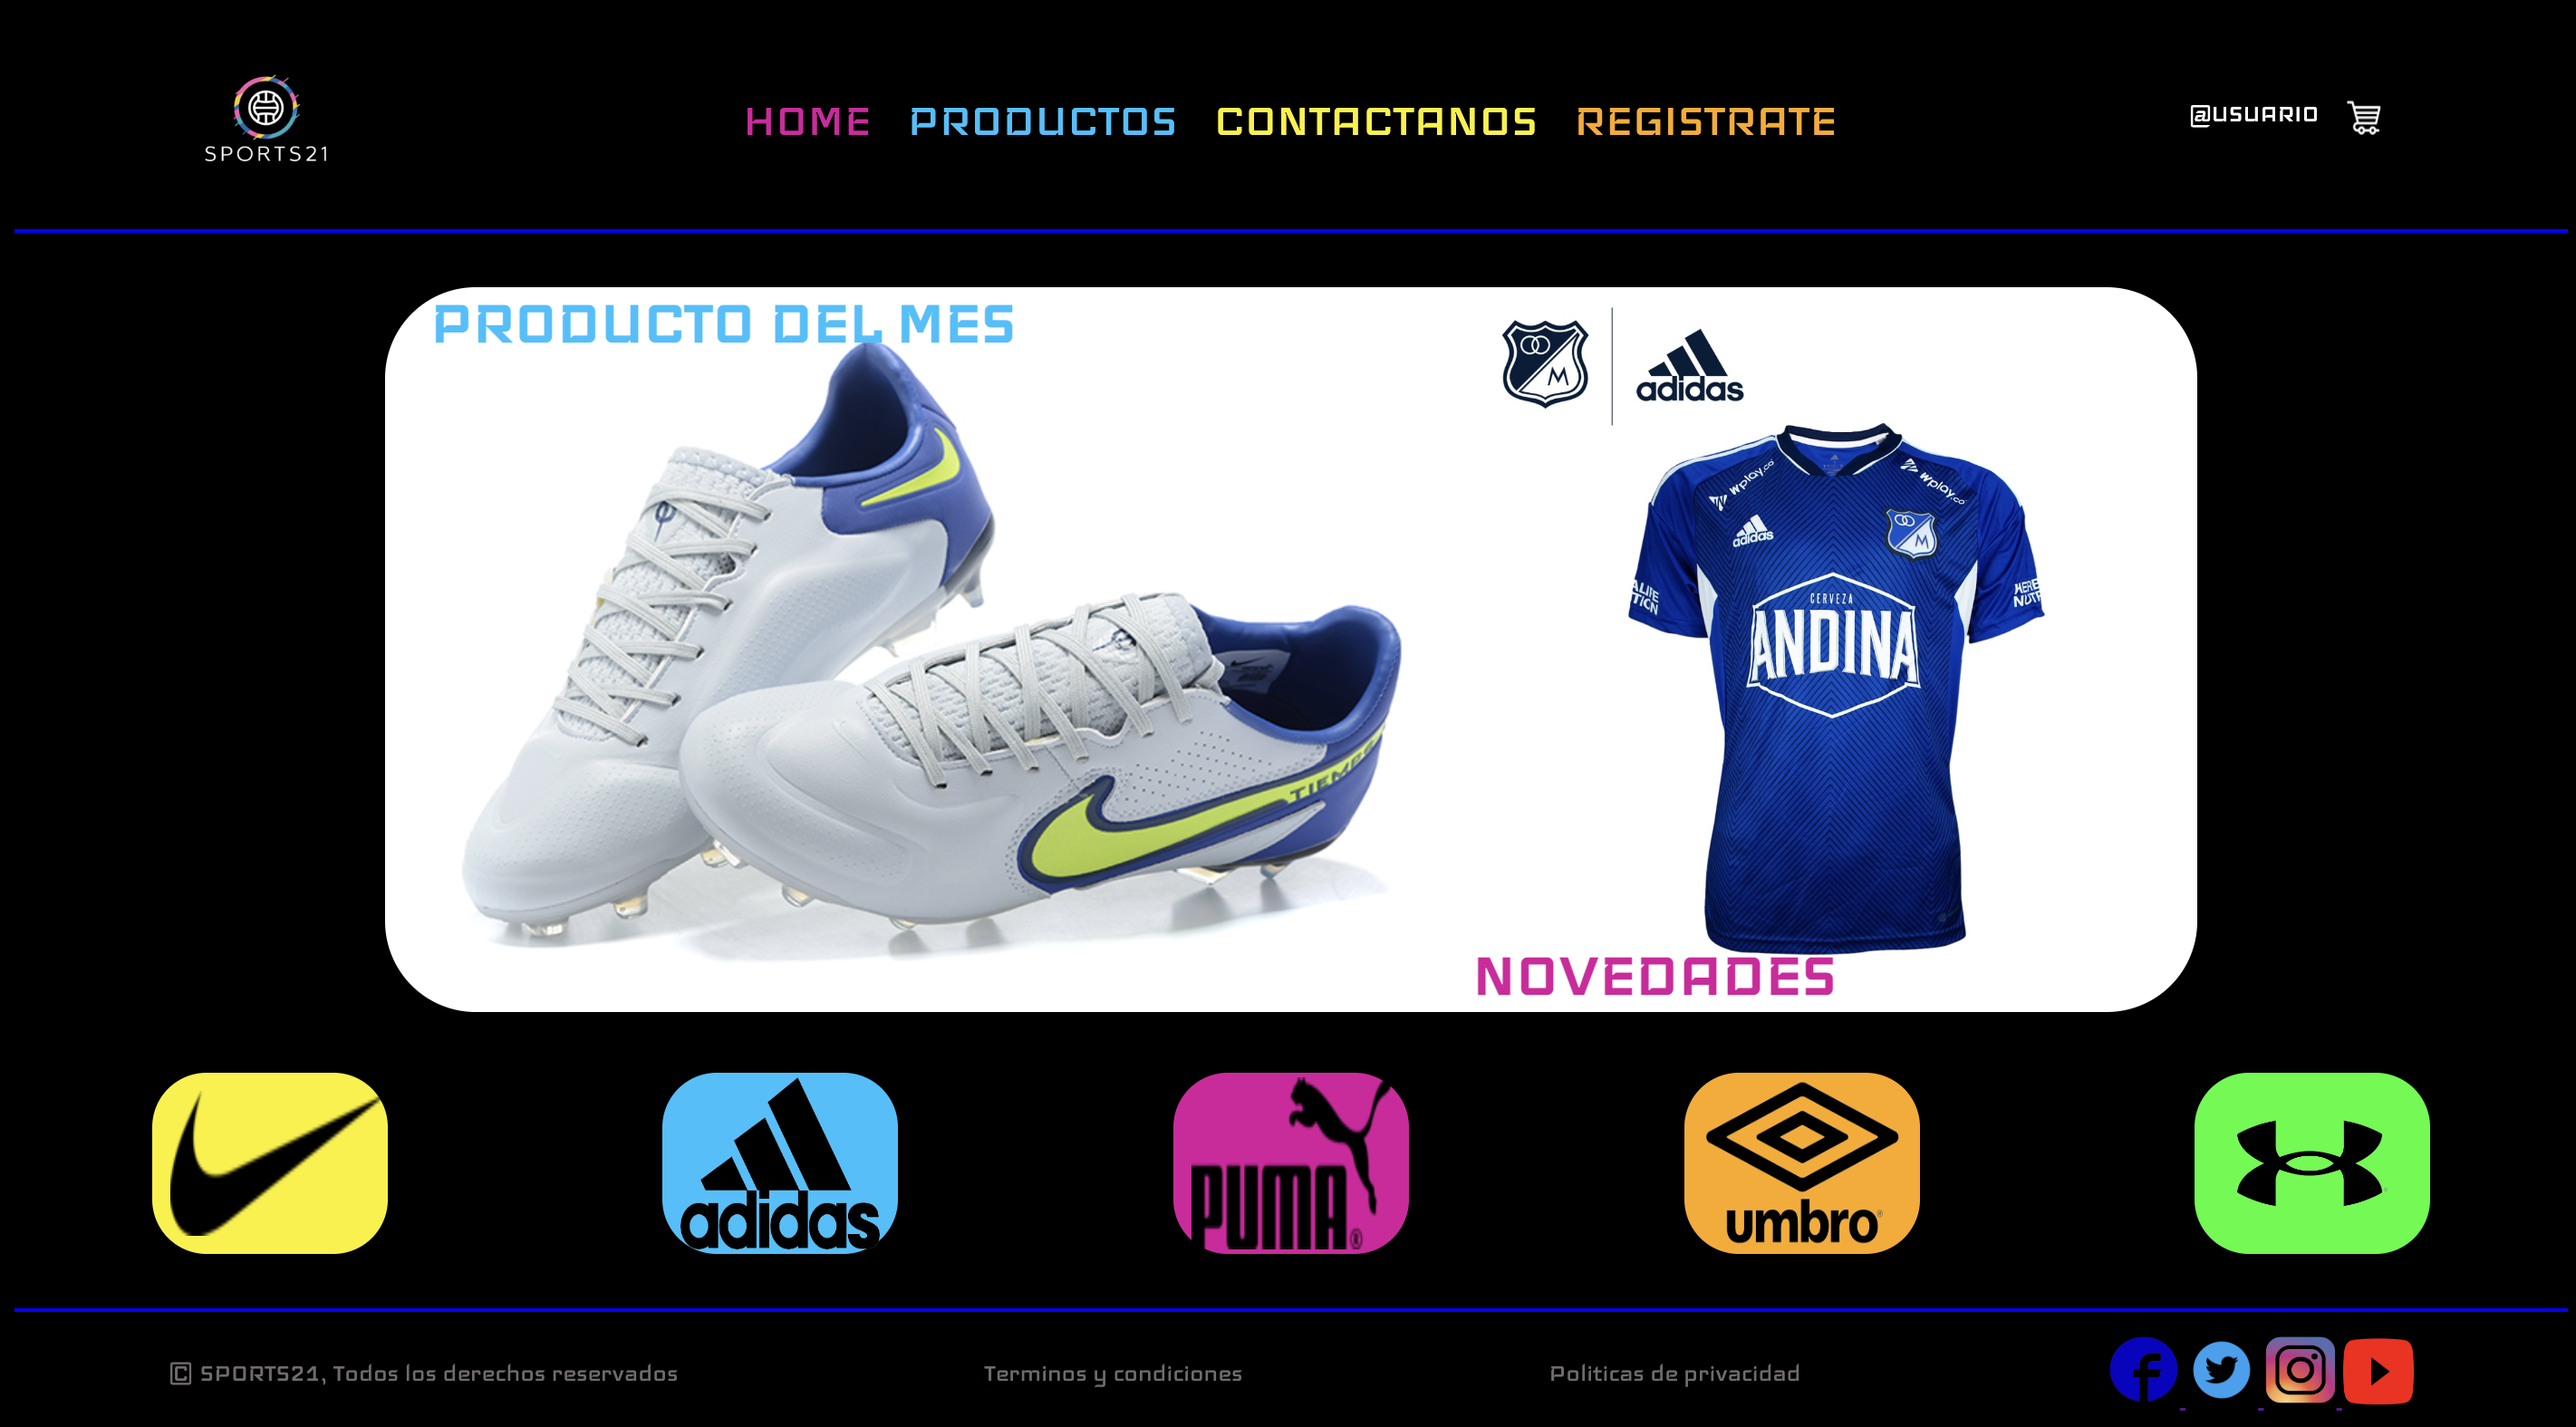 SPORTS21
HOME PRODUCTOS CONTACTANOS REGISTRATE
@USUARIO
PRODUCTO DEL MES
M
adidas
wplay.co
wplay.co
adidas
M
CERVEZA
ANDINA
TIEMPO
NOVEDADES
adidas
PUMA®
umbro®
© SPORTS21, Todos los derechos reservados
Terminos y condiciones
Politicas de privacidad